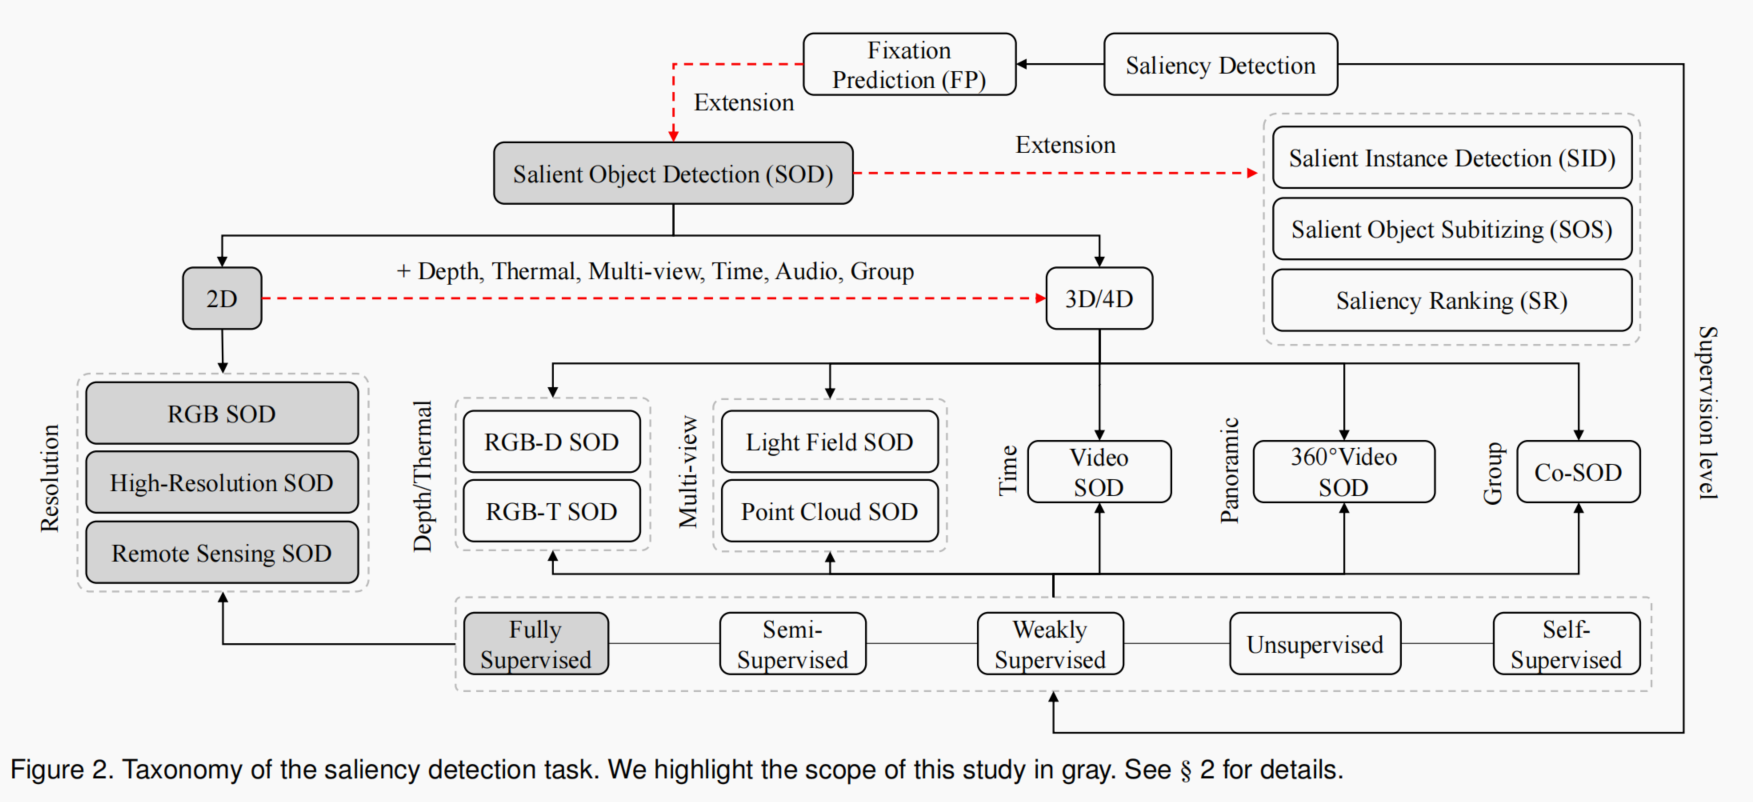 Fixation
Prediction (FP)
Saliency Detection
Extension
Extension
Salient Object Detection (SOD)
Salient Instance Detection (SID)
Salient Object Subitizing (SOS)
Saliency Ranking (SR)
+ Depth, Thermal, Multi-view, Time, Audio, Group
2D
3D/4D
Supervision level
Resolution
RGB SOD
High-Resolution SOD
Remote Sensing SOD
Depth/Thermal
RGB-D SOD
RGB-T SOD
Multi-view
Light Field SOD
Point Cloud SOD
Time
Video
SOD
Panoramic
360°Video
SOD
Group
Co-SOD
Fully
Supervised
Semi-
Supervised
Weakly
Supervised
Unsupervised
Self-
Supervised
Figure 2. Taxonomy of the saliency detection task. We highlight the scope of this study in gray. See § 2 for details.